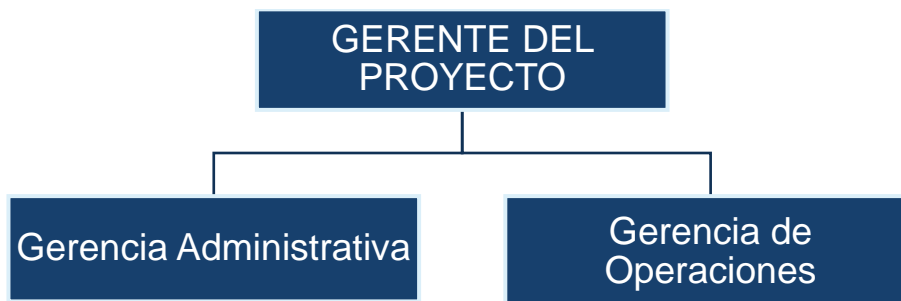 GERENTE DEL
PROYECTO
Gerencia Administrativa
Gerencia de
Operaciones